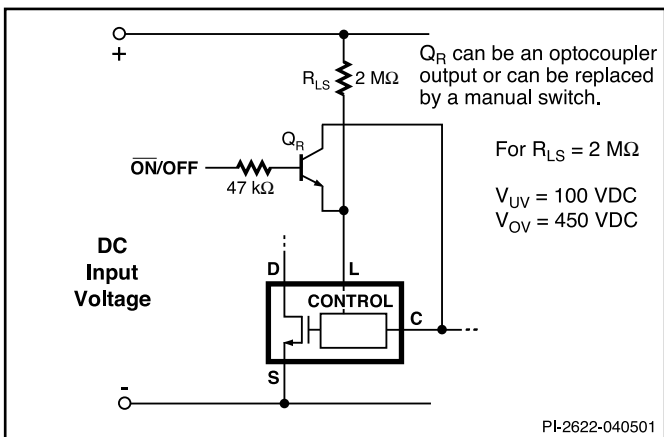 +
R_LS 2 MΩ
Q_R can be an optocoupler
output or can be replaced
by a manual switch.
Q_R
For R_LS = 2 MΩ
O̅N̅/OFF
47 kΩ
V_UV = 100 VDC
V_OV = 450 VDC
DC
Input
Voltage
D
L
CONTROL
C
S
-
PI-2622-040501